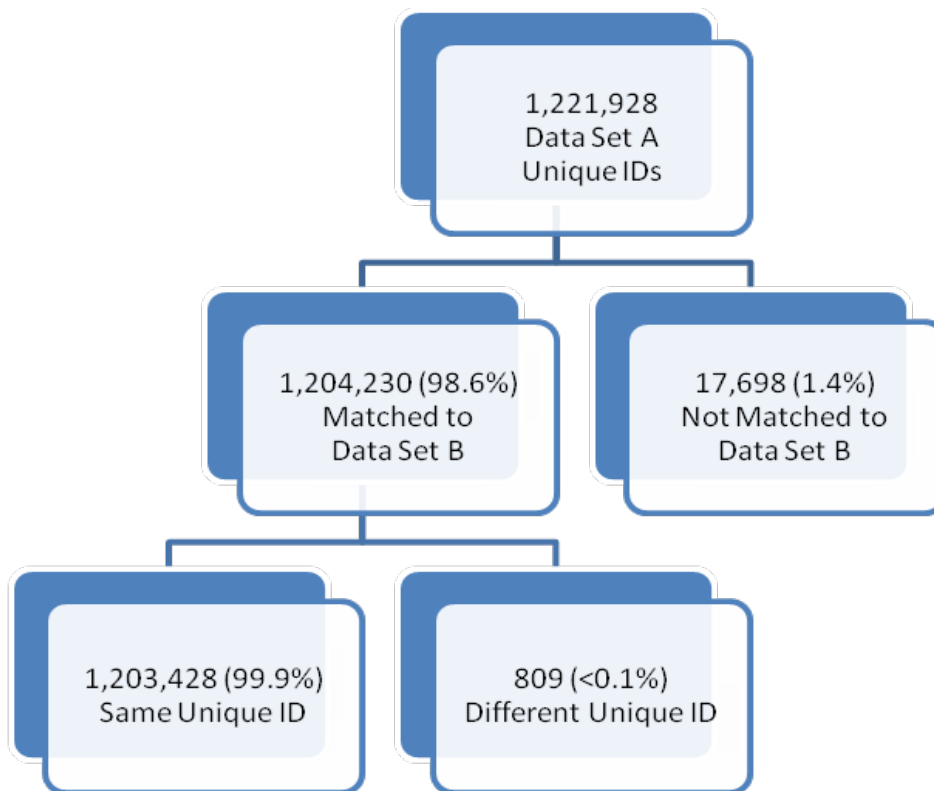 1,221,928
Data Set A
Unique IDs
1,204,230 (98.6%)
Matched to
Data Set B
17,698 (1.4%)
Not Matched to
Data Set B
1,203,428 (99.9%)
Same Unique ID
809 (<0.1%)
Different Unique ID